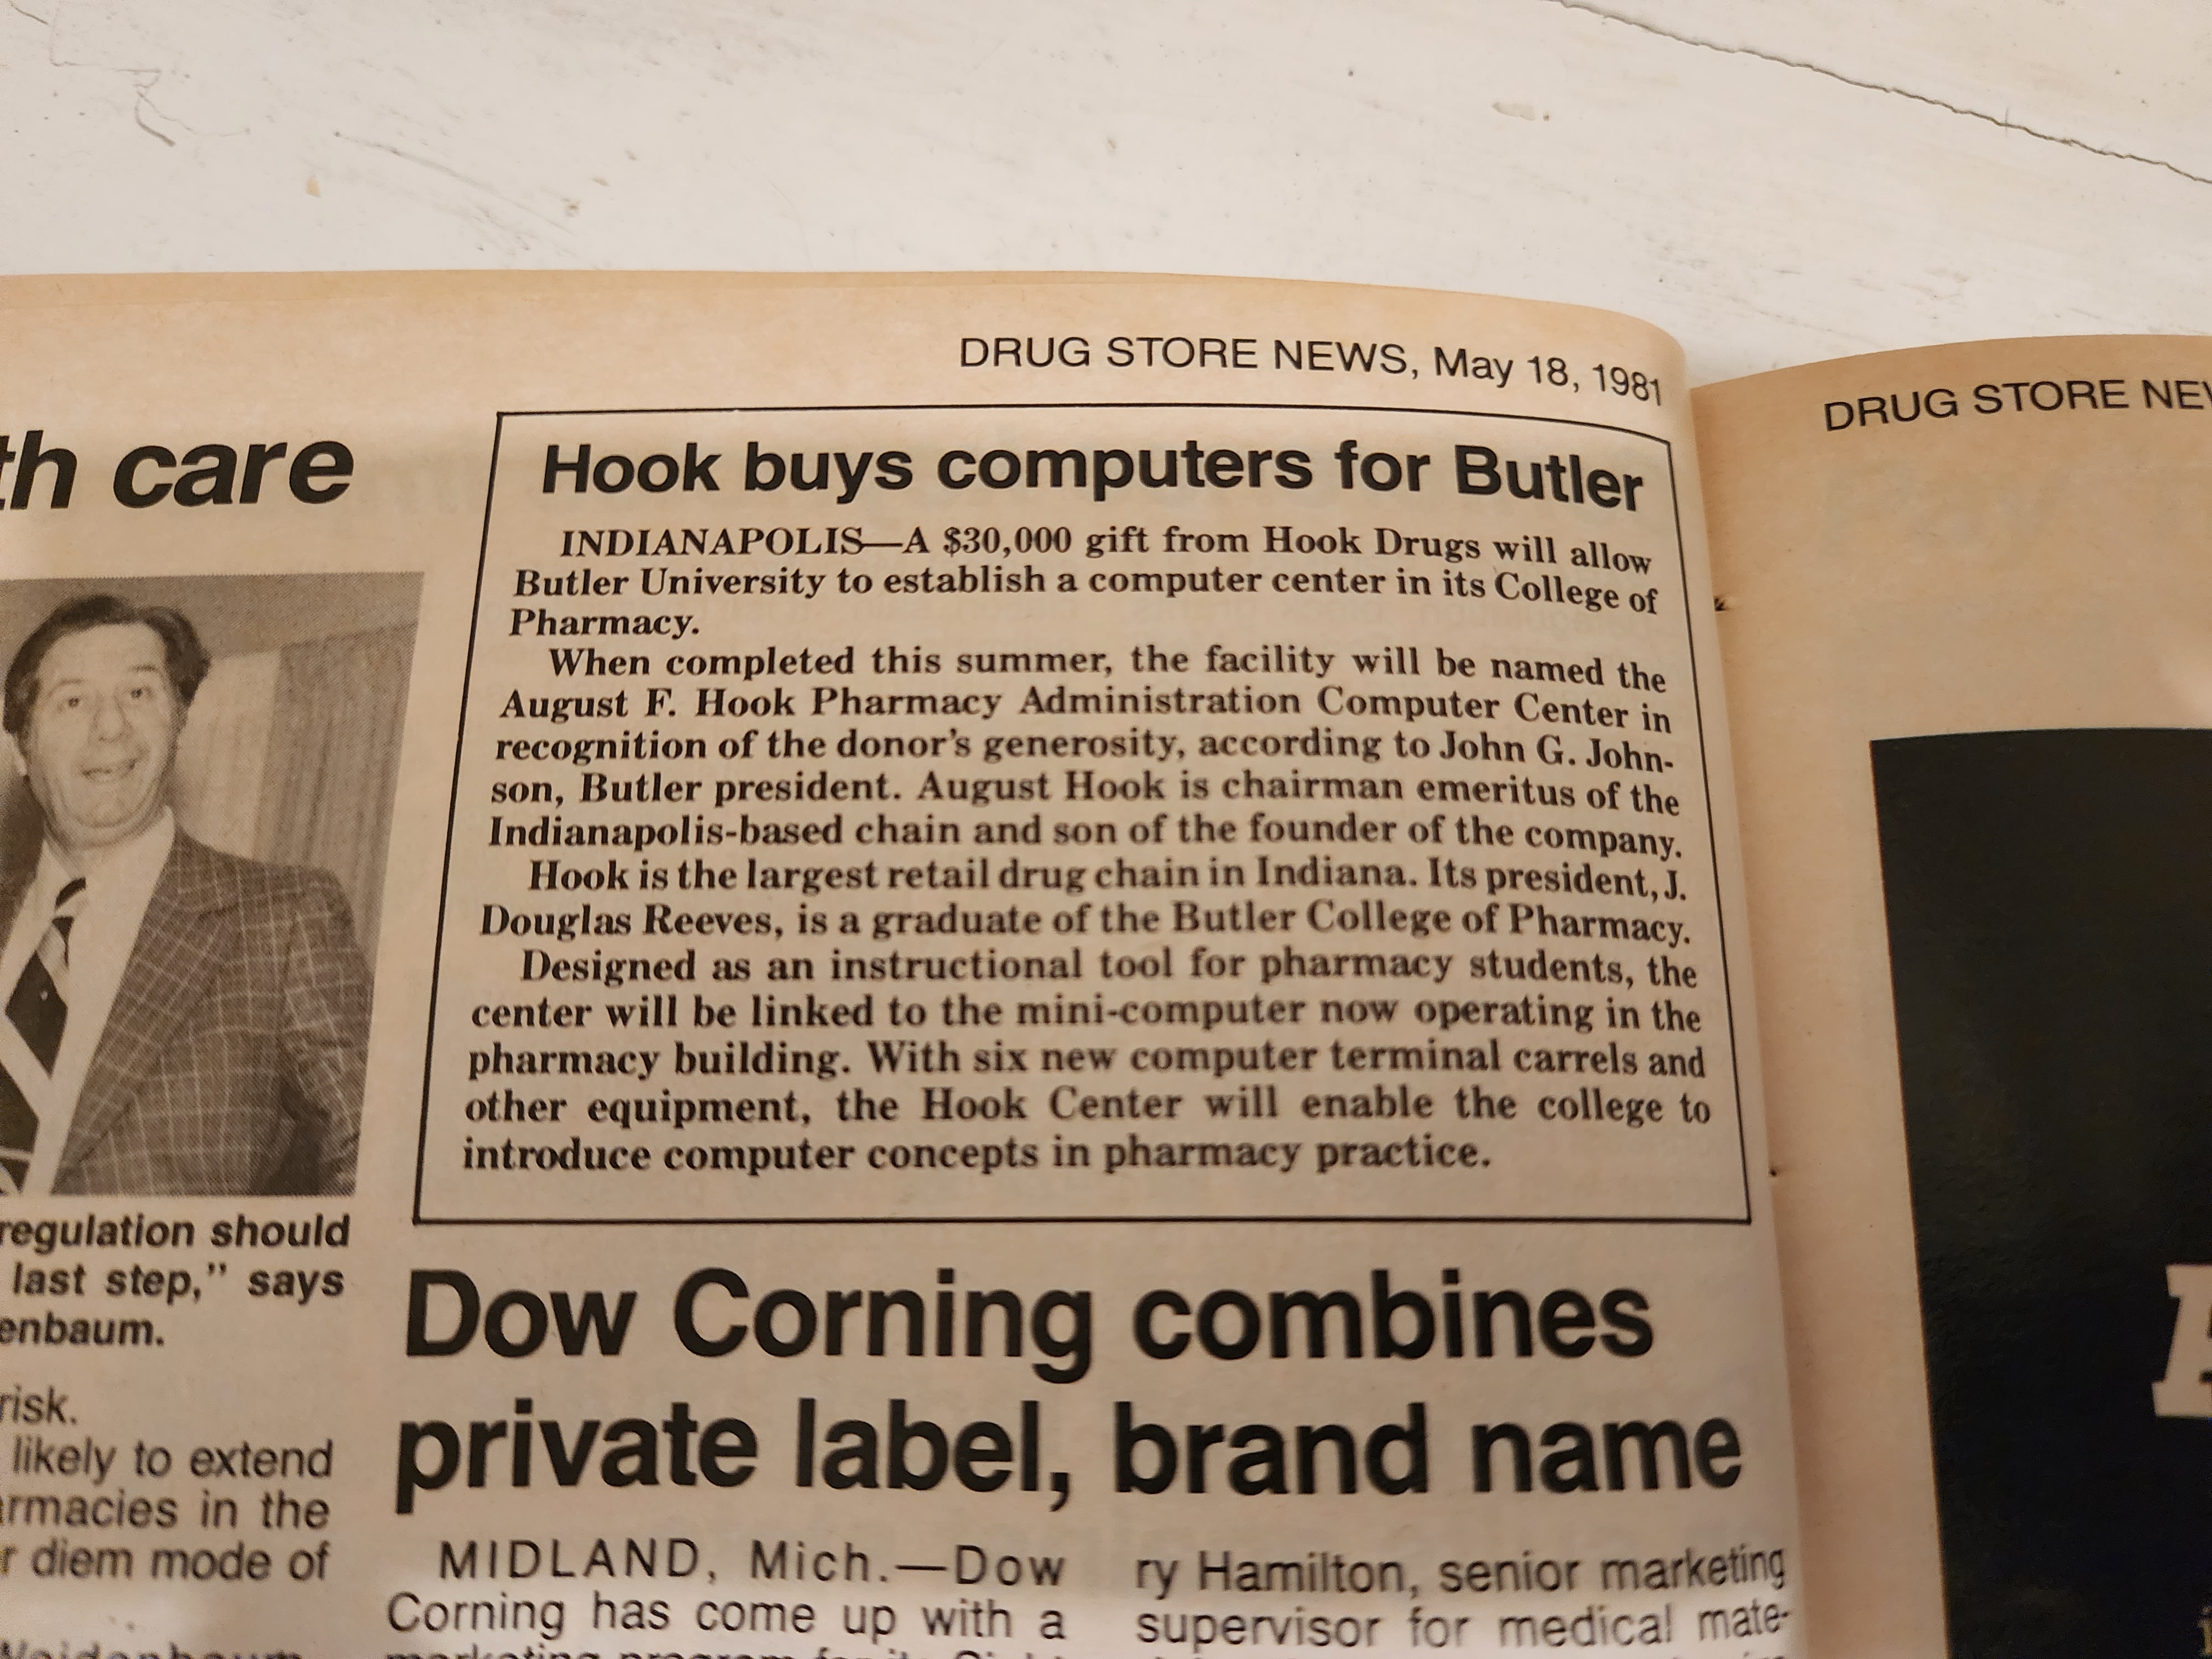 DRUG STORE NEWS, May 18, 1981
th care
regulation should
last step,” says
enbaum.
risk.
likely to extend
armacies in the
r diem mode of
Hook buys computers for Butler
INDIANAPOLIS—A $30,000 gift from Hook Drugs will allow
Butler University to establish a computer center in its College of
Pharmacy.
When completed this summer, the facility will be named the
August F. Hook Pharmacy Administration Computer Center in
recognition of the donor’s generosity, according to John G. John-
son, Butler president. August Hook is chairman emeritus of the
Indianapolis-based chain and son of the founder of the company.
Hook is the largest retail drug chain in Indiana. Its president, J.
Douglas Reeves, is a graduate of the Butler College of Pharmacy.
Designed as an instructional tool for pharmacy students, the
center will be linked to the mini-computer now operating in the
pharmacy building. With six new computer terminal carrels and
other equipment, the Hook Center will enable the college to
introduce computer concepts in pharmacy practice.
Dow Corning combines
private label, brand name
MIDLAND, Mich.—Dow
Corning has come up with a
ry Hamilton, senior marketing
supervisor for medical mate-
DRUG STORE NEW